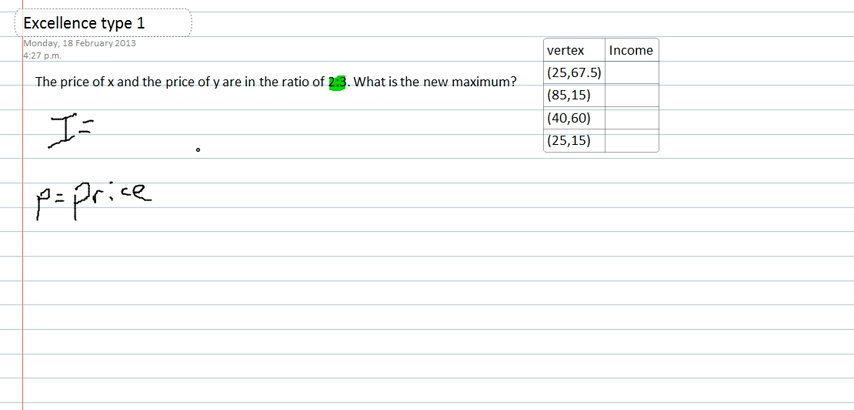 Excellence type 1
Monday, 18 February 2013
4:27 p.m.
The price of x and the price of y are in the ratio of 2:3. What is the new maximum?
vertex Income
(25,67.5)
(85,15)
(40,60)
(25,15)
I=
p=price